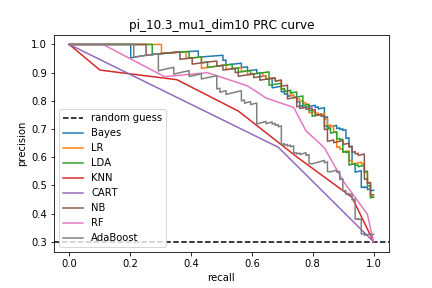 pi_10.3_mu1_dim10 PRC curve
1.0
0.9
0.8
0.7
0.6
0.5
0.4
0.3
precision
random guess
Bayes
LR
LDA
KNN
CART
NB
RF
AdaBoost
0.0 0.2 0.4 0.6 0.8 1.0
recall